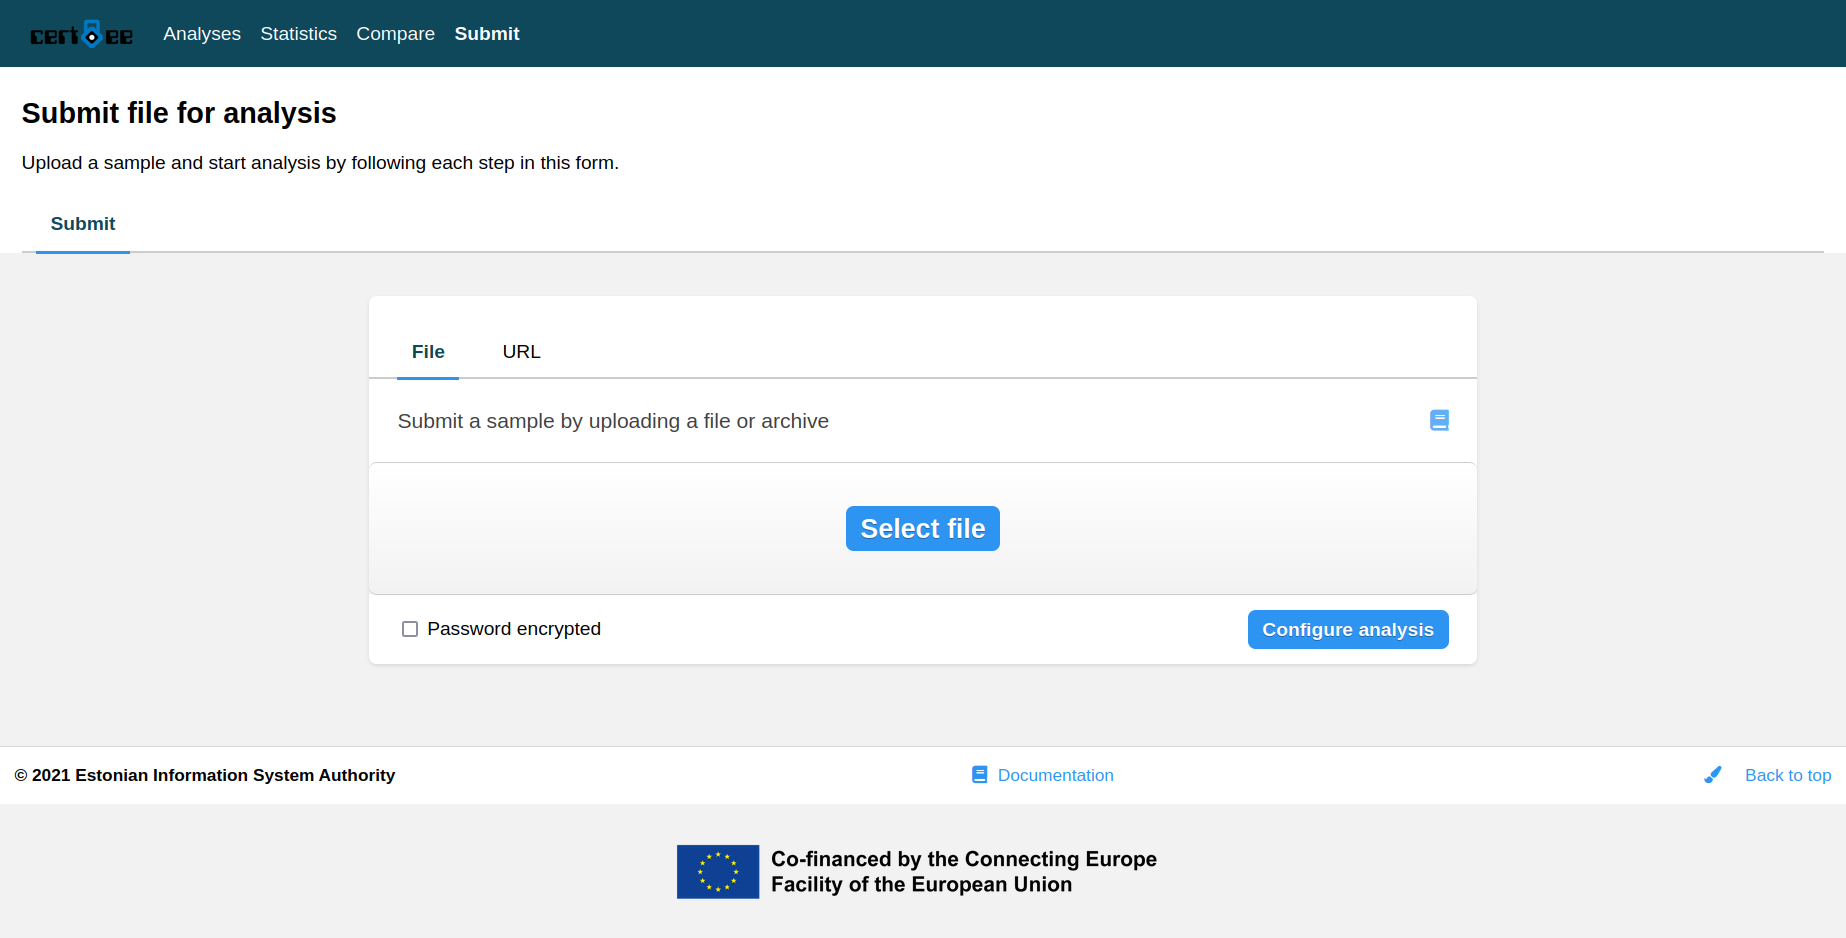 cert ee
Analyses Statistics Compare Submit
Submit file for analysis
Upload a sample and start analysis by following each step in this form.
Submit
File URL
Submit a sample by uploading a file or archive
Select file
Password encrypted
Configure analysis
© 2021 Estonian Information System Authority
Documentation
Back to top
Co-financed by the Connecting Europe
Facility of the European Union